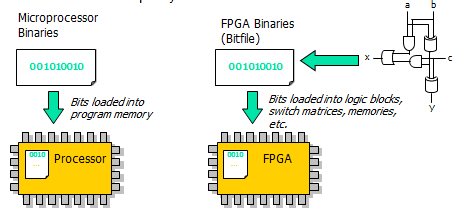 Microprocessor
Binaries
001010010
Bits loaded into
program memory
0010
...
Processor
FPGA Binaries
(Bitfile)
001010010
Bits loaded into logic blocks,
switch matrices, memories,
etc.
0010
...
FPGA
a
b
x
c
y